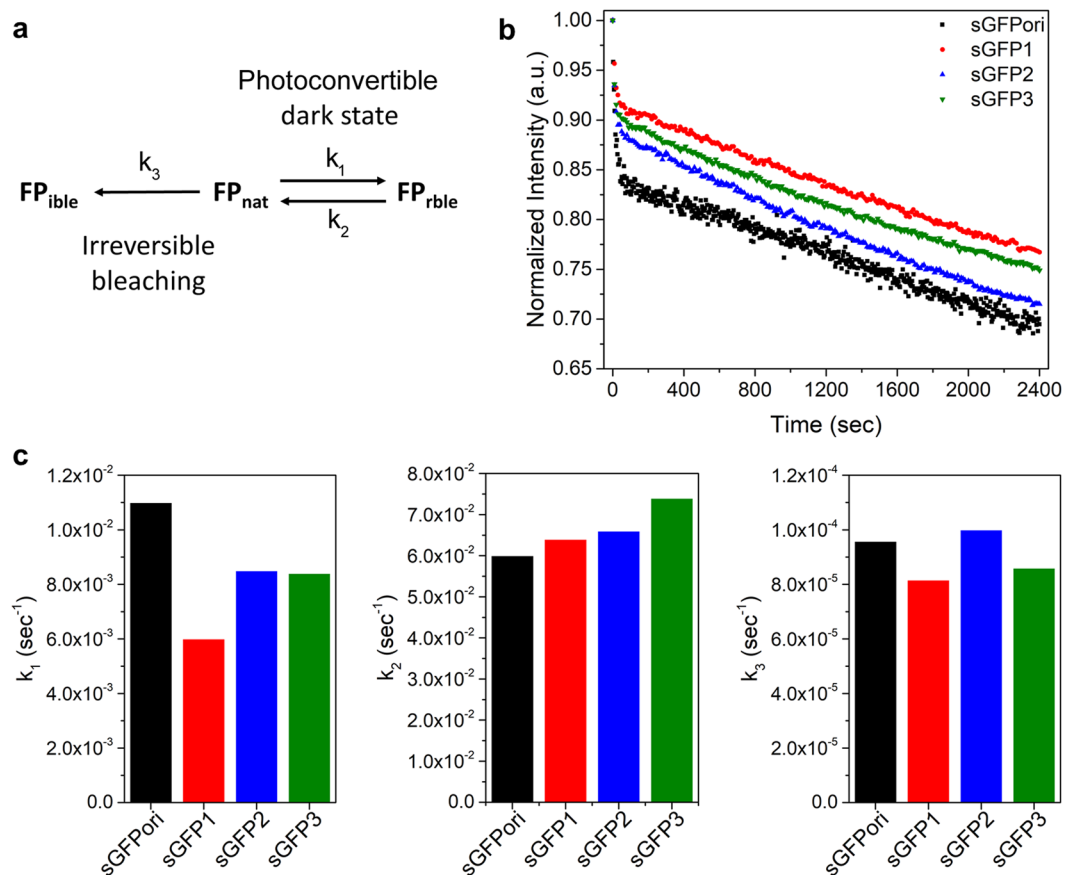 a
Photoconvertible
dark state
k3
k1
FPible
FPnat
FPrble
k2
Irreversible
bleaching
b
sGFPori
sGFP1
sGFP2
sGFP3
1.00
0.95
0.90
0.85
0.80
0.75
0.70
0.65
Normalized Intensity (a.u.)
0 400 800 1200 1600 2000 2400
Time (sec)
c
1.2x10-2
1.0x10-2
8.0x10-3
6.0x10-3
4.0x10-3
2.0x10-3
0.0
k1 (sec-1)
sGFPori sGFP1 sGFP2 sGFP3
8.0x10-2
7.0x10-2
6.0x10-2
5.0x10-2
4.0x10-2
3.0x10-2
2.0x10-2
1.0x10-2
0.0
k2 (sec-1)
sGFPori sGFP1 sGFP2 sGFP3
1.2x10-4
1.0x10-4
8.0x10-5
6.0x10-5
4.0x10-5
2.0x10-5
0.0
k3 (sec-1)
sGFPori sGFP1 sGFP2 sGFP3